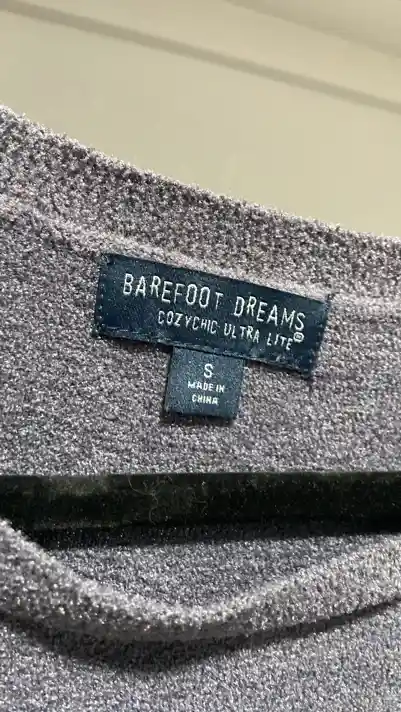 BAREFOOT DREAMS
COZYCHIC ULTRA LITE®
S
MADE IN
CHINA